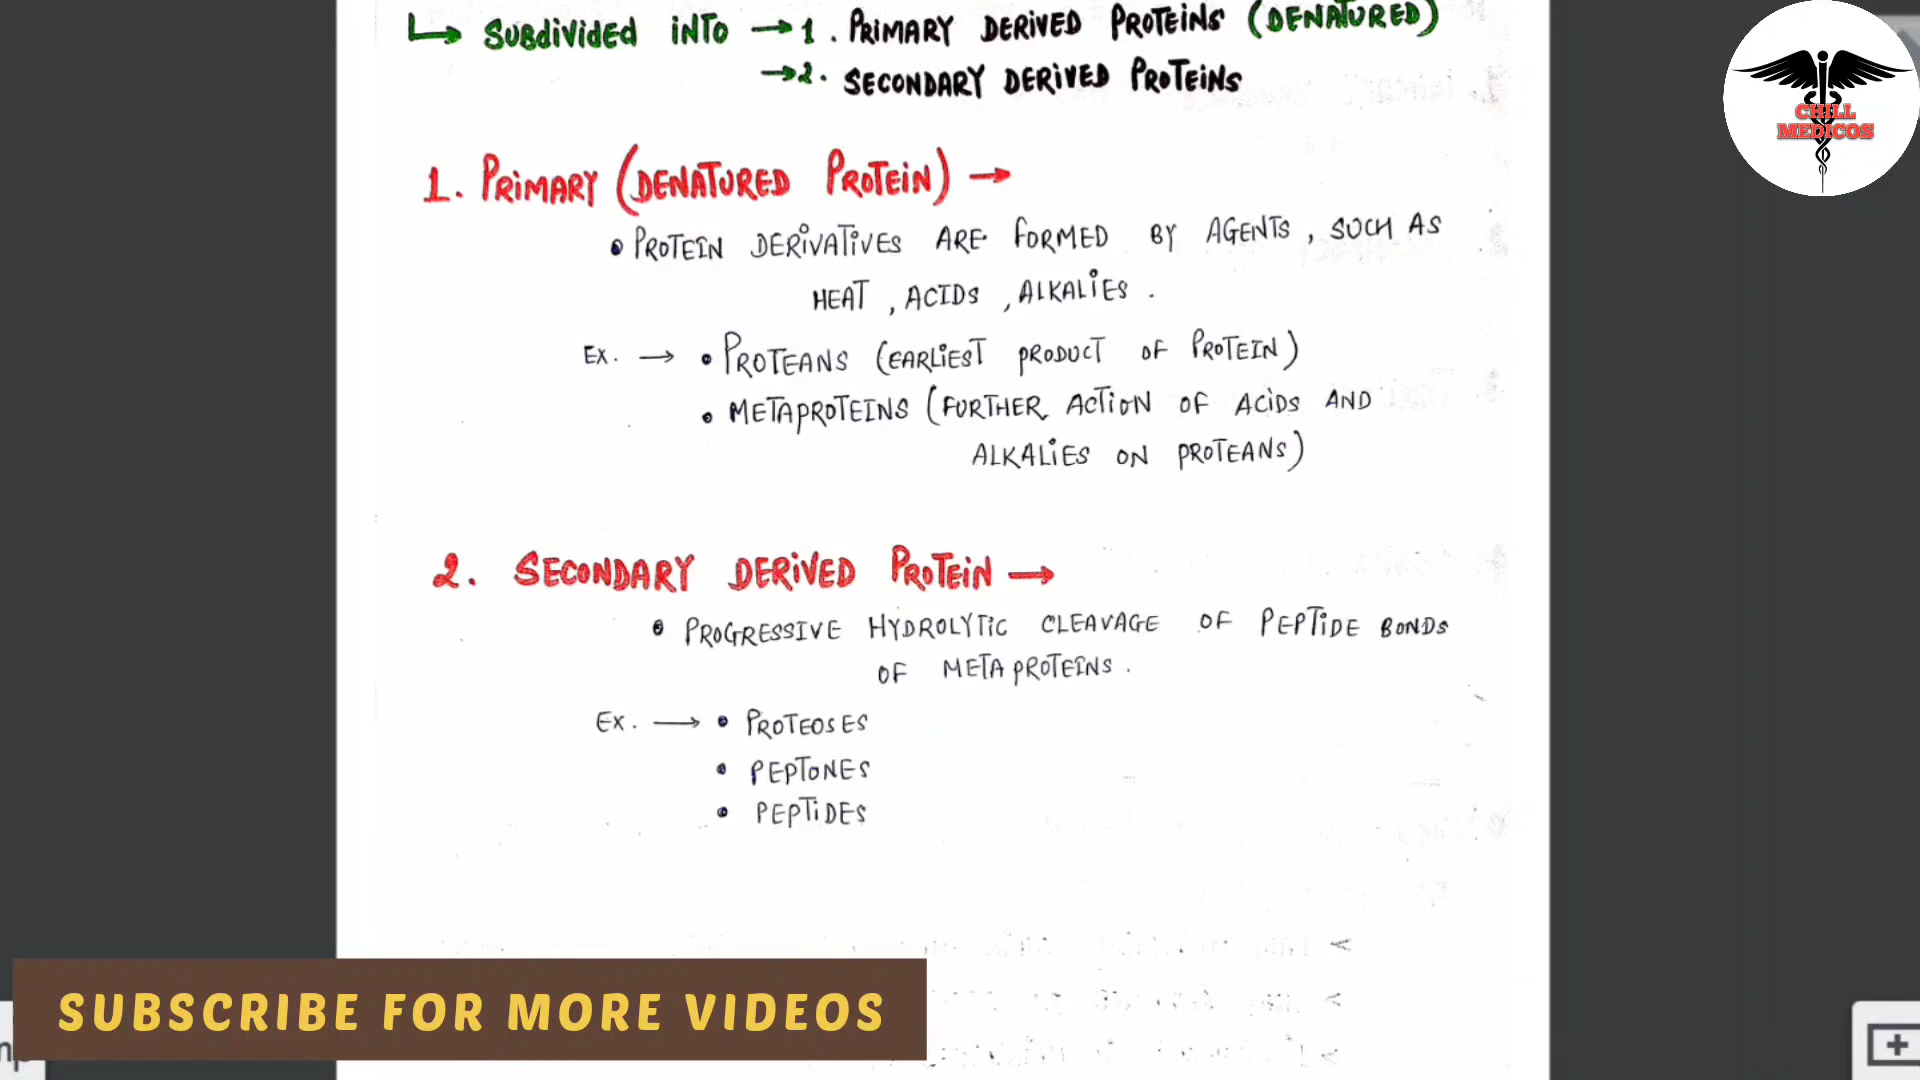 ↳ SUBDIVIDED INTO → 1. PRIMARY DERIVED PROTEINS (DENATURED)
→ 2. SECONDARY DERIVED PROTEINS
CHILL
MEDICOS
1. PRIMARY (DENATURED PROTEIN) →
• PROTEIN DERIVATIVES ARE FORMED BY AGENTS, SUCH AS
HEAT, ACIDS, ALKALIES.
EX. → • PROTEANS (EARLIEST PRODUCT OF PROTEIN)
• METAPROTEINS (FURTHER ACTION OF ACIDS AND
ALKALIES ON PROTEANS)
2. SECONDARY DERIVED PROTEIN →
• PROGRESSIVE HYDROLYTIC CLEAVAGE OF PEPTIDE BONDS
OF METAPROTEINS.
EX. → • PROTEOSES
• PEPTONES
• PEPTIDES
SUBSCRIBE FOR MORE VIDEOS